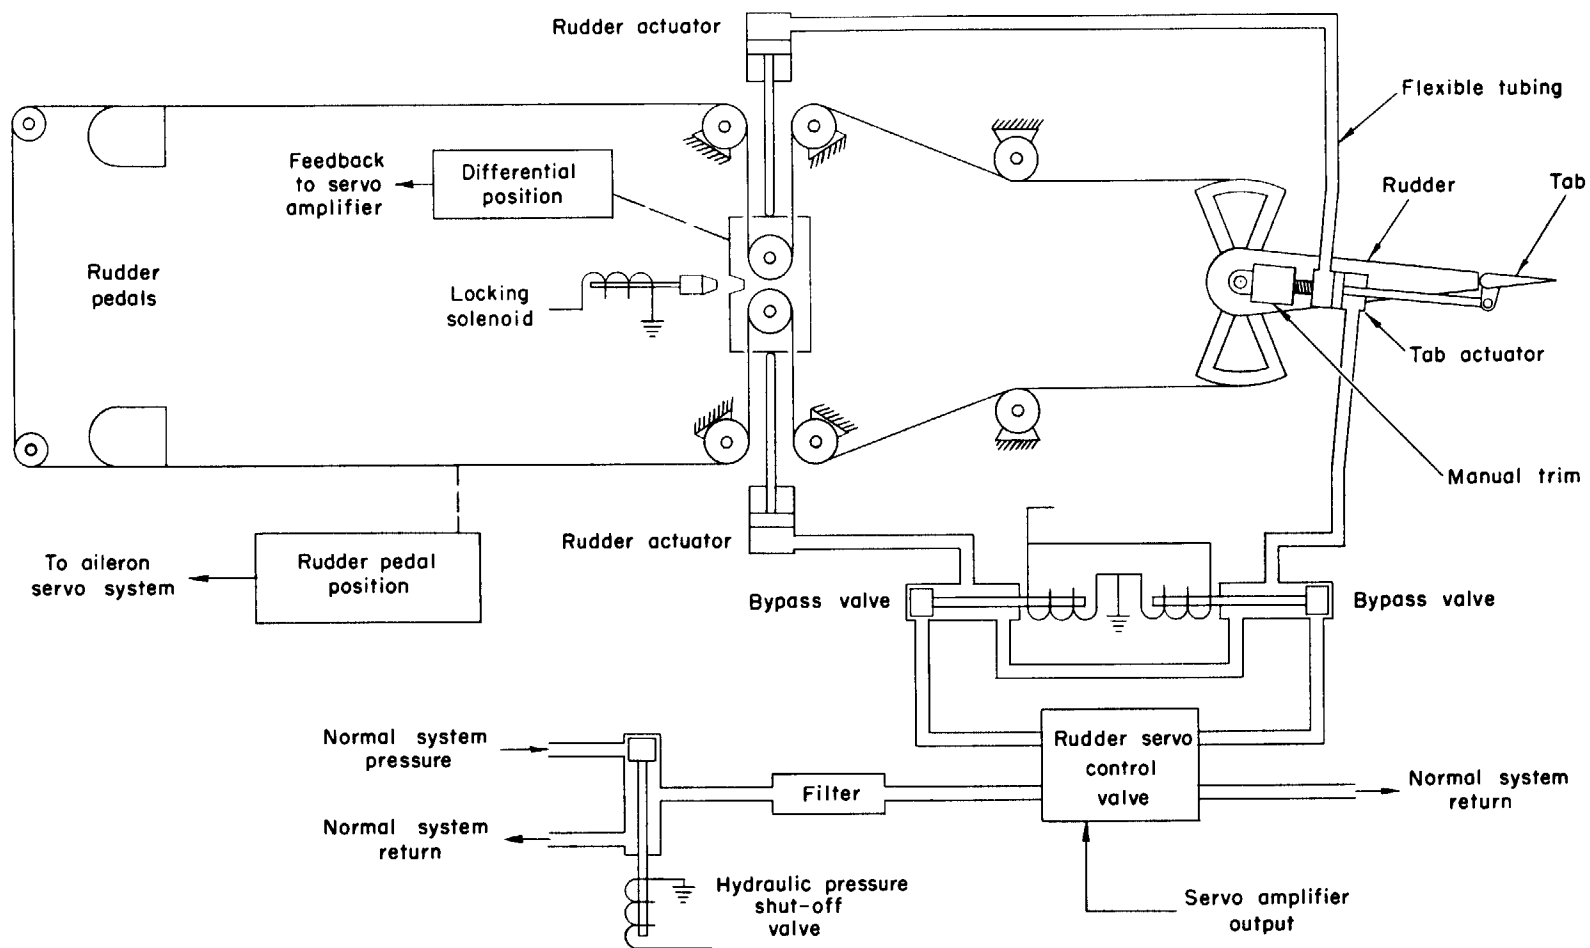 Rudder actuator
Flexible tubing
Feedback
to servo
amplifier
Differential
position
Rudder
Tab
Rudder
pedals
Locking
solenoid
Tab actuator
Manual trim
Rudder actuator
To aileron
servo system
Rudder pedal
position
Bypass valve
Bypass valve
Normal system
pressure
Rudder servo
control
valve
Filter
Normal system
return
Normal system
return
Hydraulic pressure
shut-off
valve
Servo amplifier
output